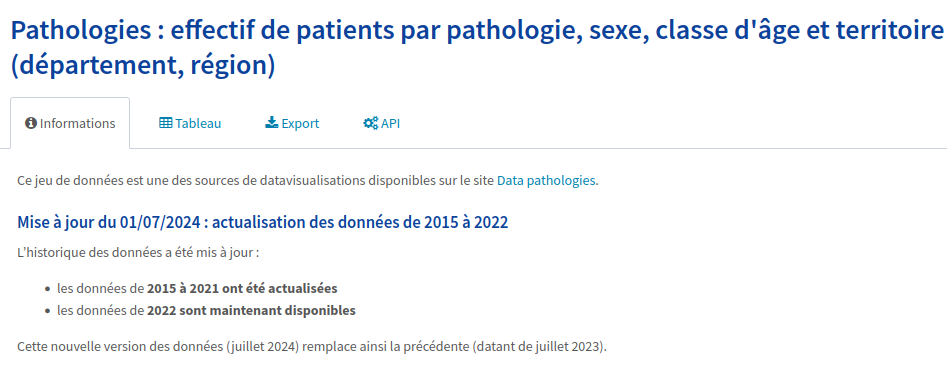 Pathologies : effectif de patients par pathologie, sexe, classe d'âge et territoire
(département, région)
Informations
Tableau
Export
API
Ce jeu de données est une des sources de datavisualisations disponibles sur le site Data pathologies.
Mise à jour du 01/07/2024 : actualisation des données de 2015 à 2022
L'historique des données a été mis à jour :
• les données de 2015 à 2021 ont été actualisées
• les données de 2022 sont maintenant disponibles
Cette nouvelle version des données (juillet 2024) remplace ainsi la précédente (datant de juillet 2023).